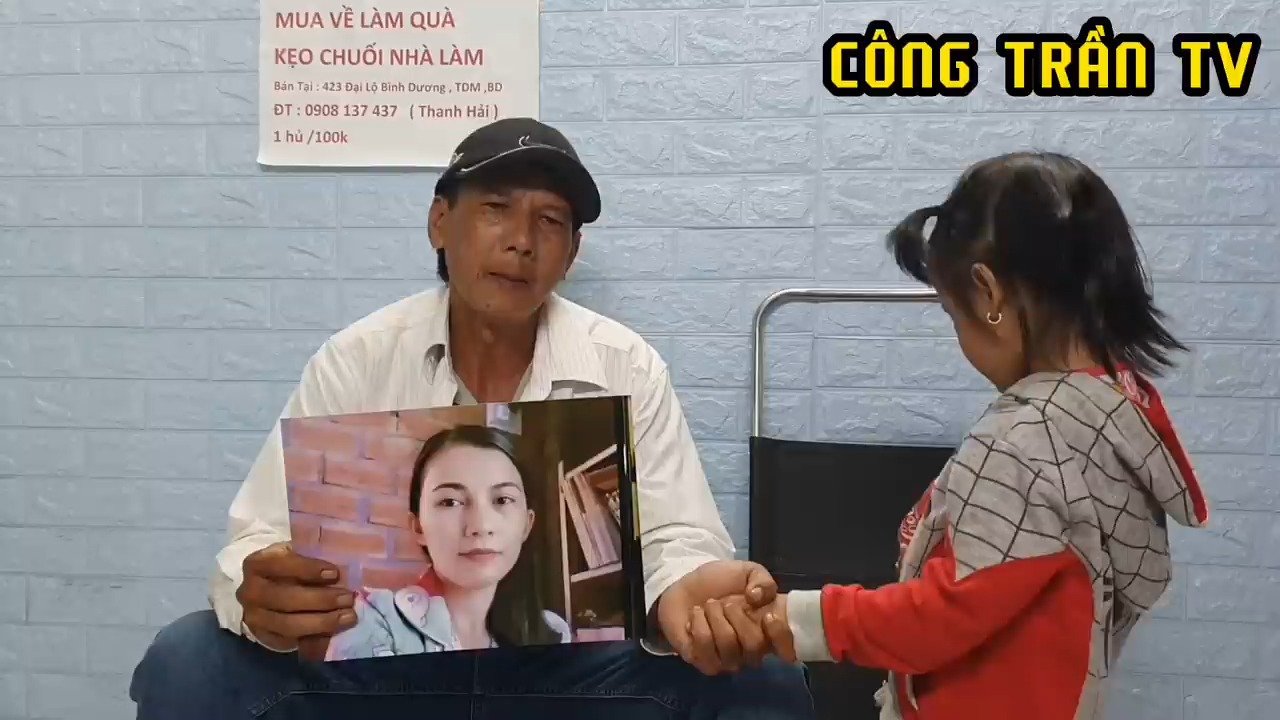 MUA VỀ LÀM QUÀ
KẸO CHUỐI NHÀ LÀM
Bán Tại : 423 Đại Lộ Bình Dương , TDM ,BD
ĐT : 0908 137 437 ( Thanh Hải )
1 hủ /100k
CÔNG TRẦN TV